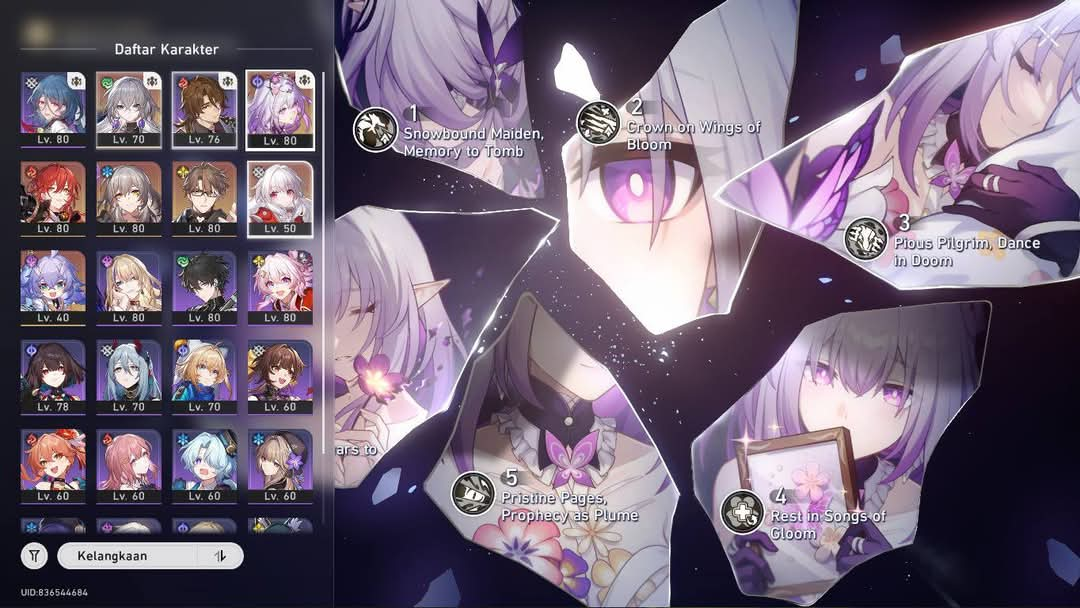 Daftar Karakter
Lv. 80
Lv. 70
Lv. 76
Lv. 80
Lv. 80
Lv. 80
Lv. 80
Lv. 50
Lv. 40
Lv. 80
Lv. 80
Lv. 80
Lv. 78
Lv. 70
Lv. 70
Lv. 60
Lv. 60
Lv. 60
Lv. 60
Lv. 60
Kelangkaan
UID:836544684
1
Snowbound Maiden,
Memory to Tomb
2
Crown on Wings of
Bloom
3
Pious Pilgrim, Dance
in Doom
ars to
5
Pristine Pages,
Prophecy as Plume
4
Rest in Songs of
Gloom